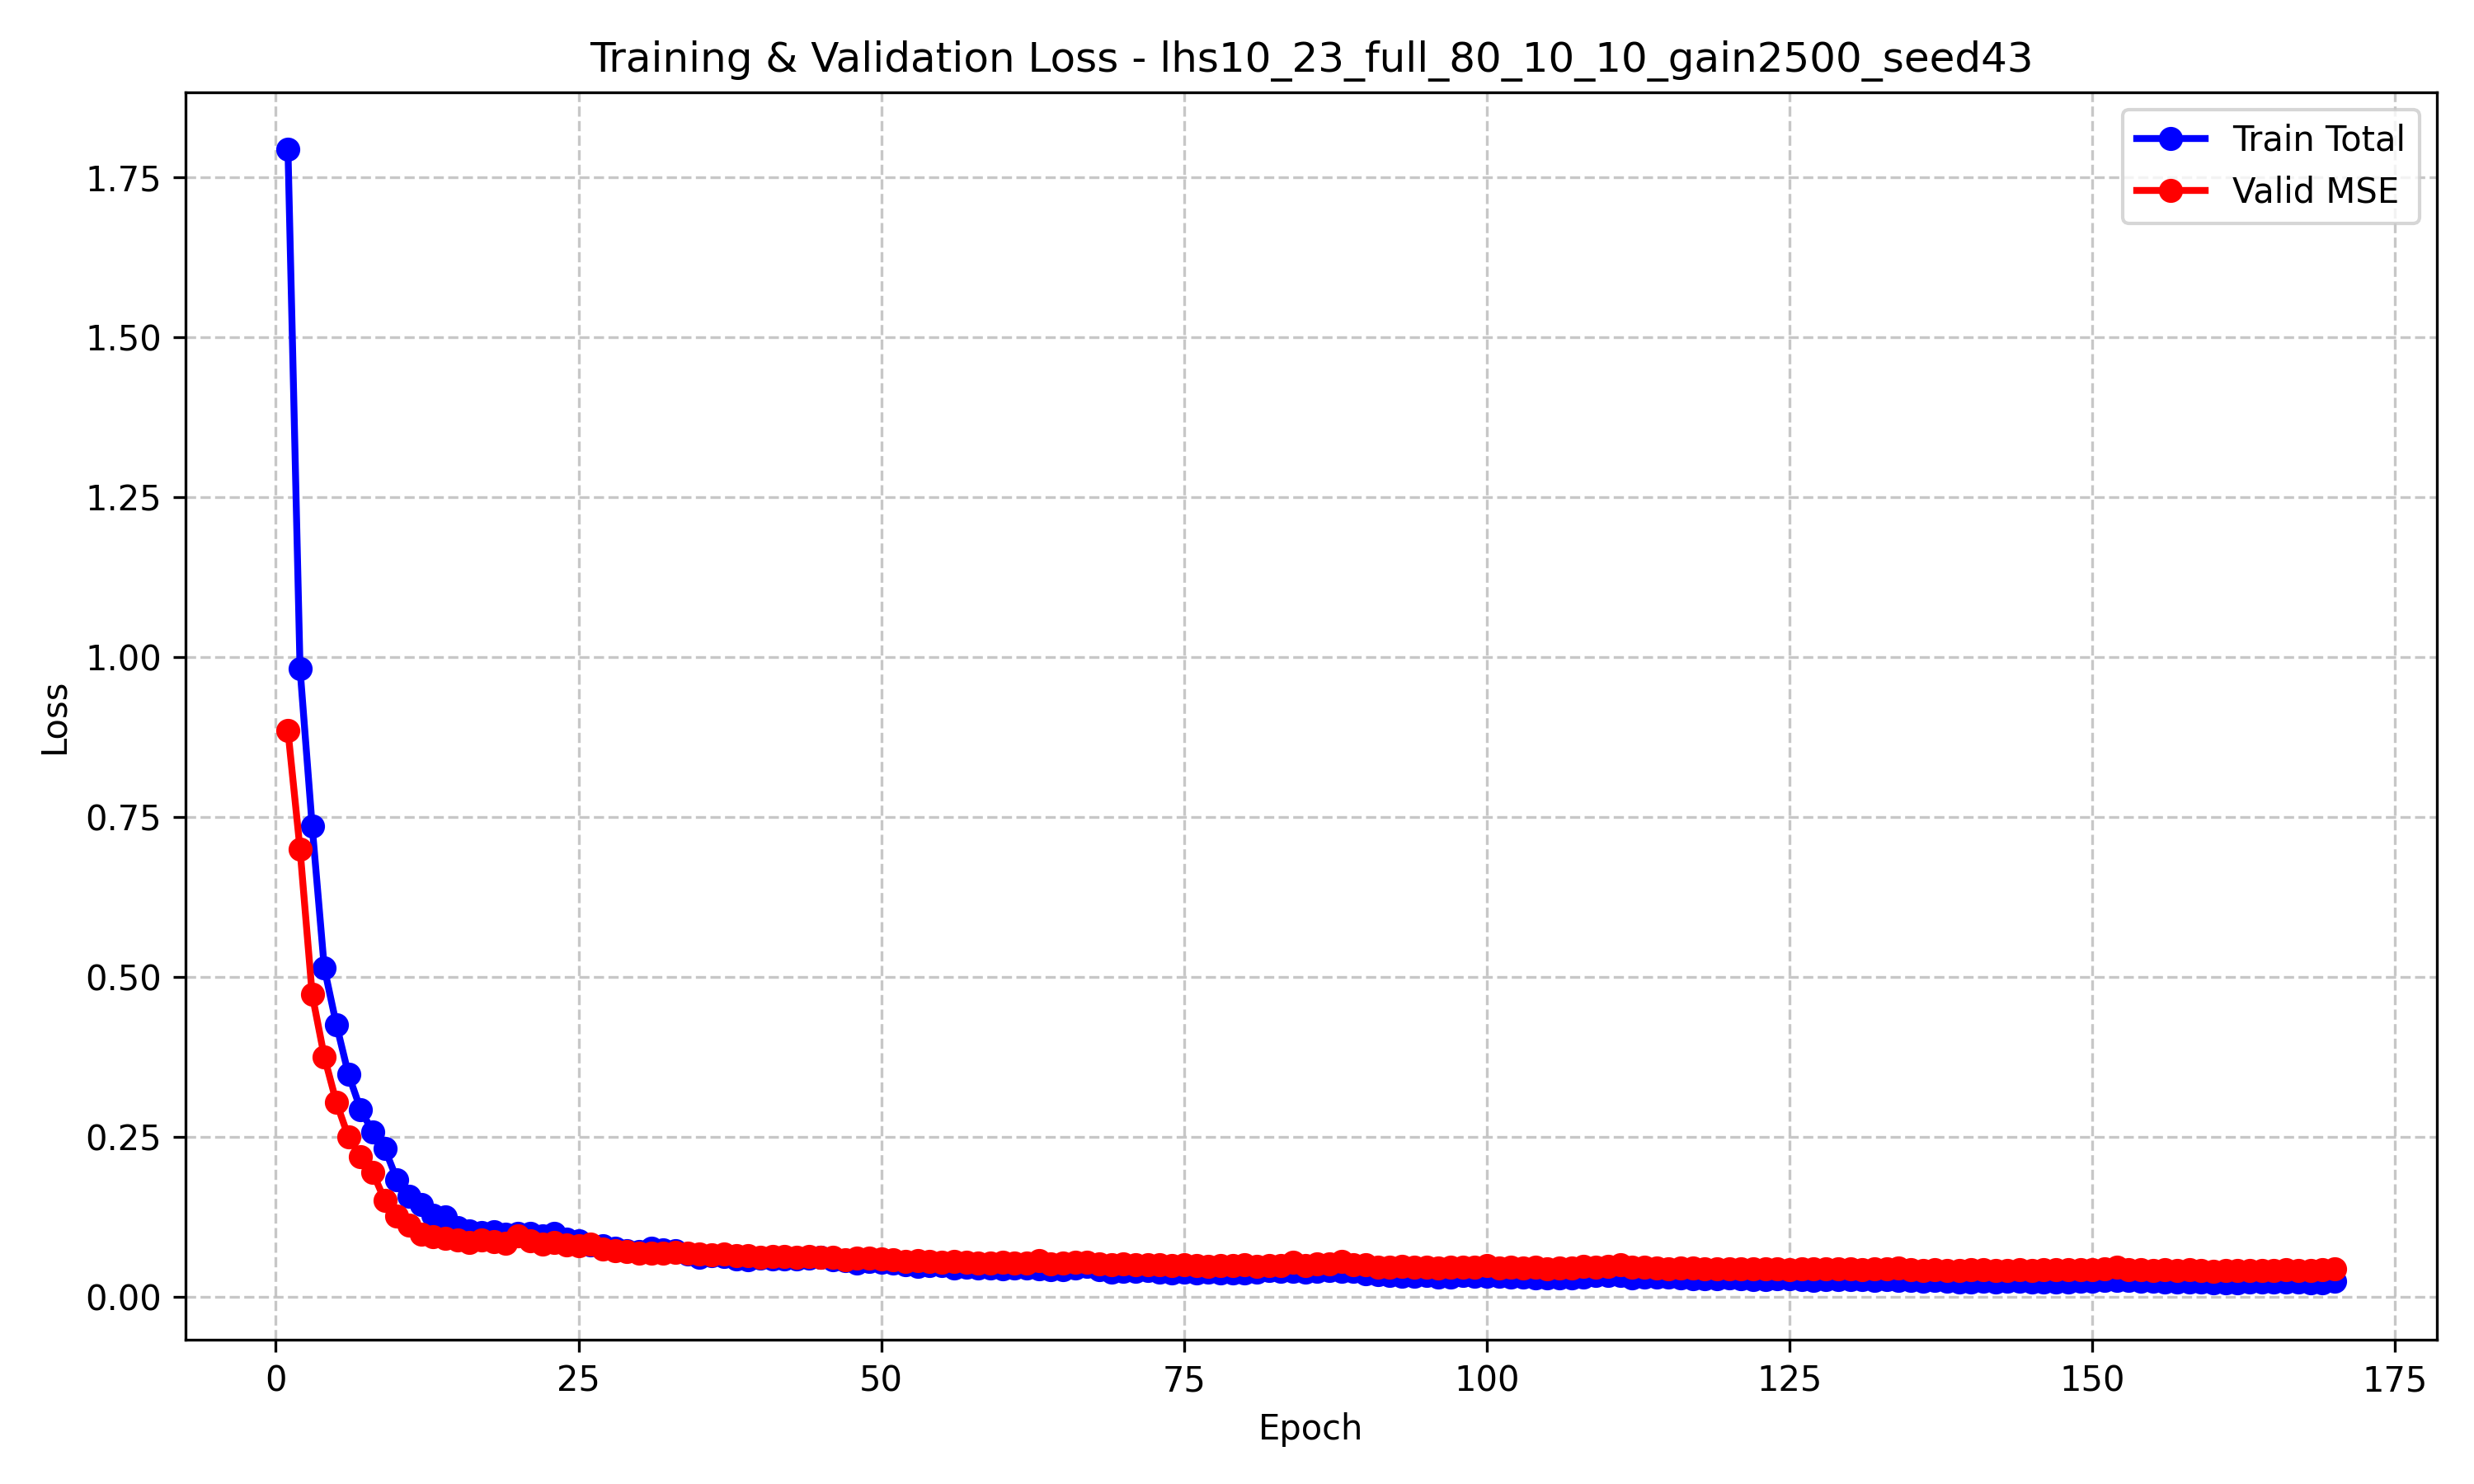 Training & Validation Loss - lhs10_23_full_80_10_10_gain2500_seed43
Train Total
Valid MSE
1.75
1.50
1.25
1.00
0.75
0.50
0.25
0.00
Loss
0 25 50 75 100 125 150 175
Epoch